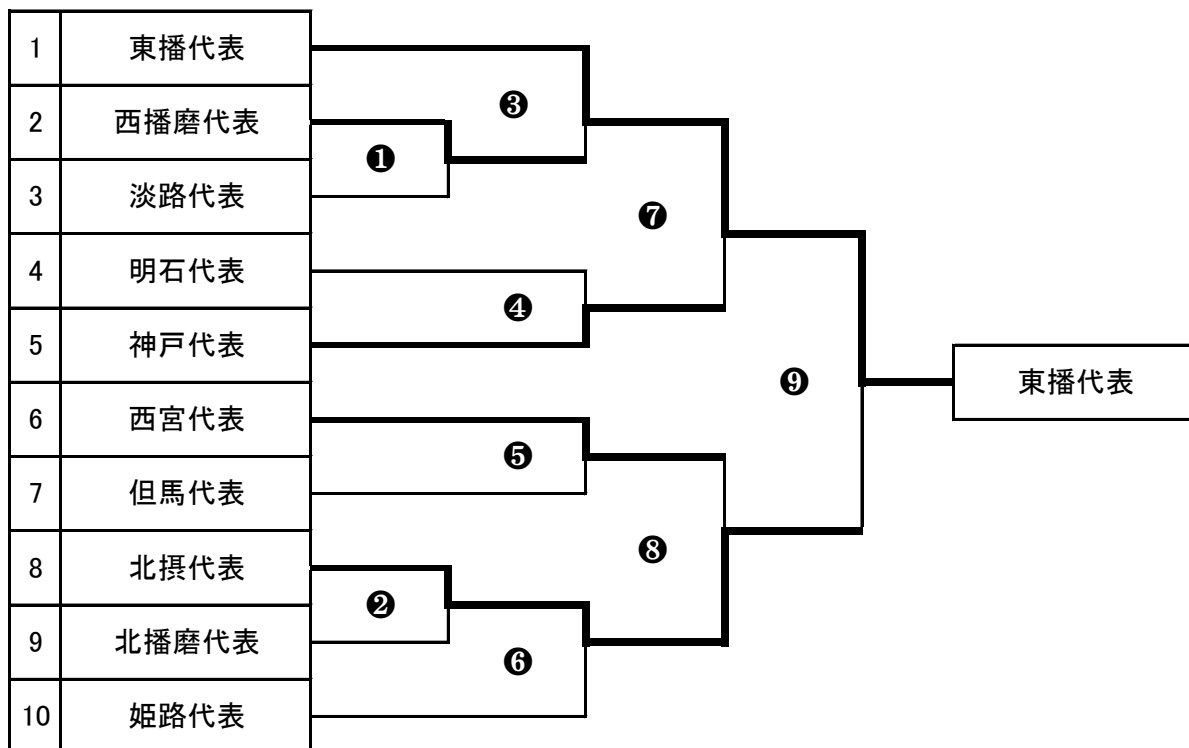 1 東播代表
2 西播磨代表
3 淡路代表
4 明石代表
5 神戸代表
6 西宮代表
7 但馬代表
8 北摂代表
9 北播磨代表
10 姫路代表
❸
❶
❼
❹
❾
東播代表
❺
❽
❷
❻